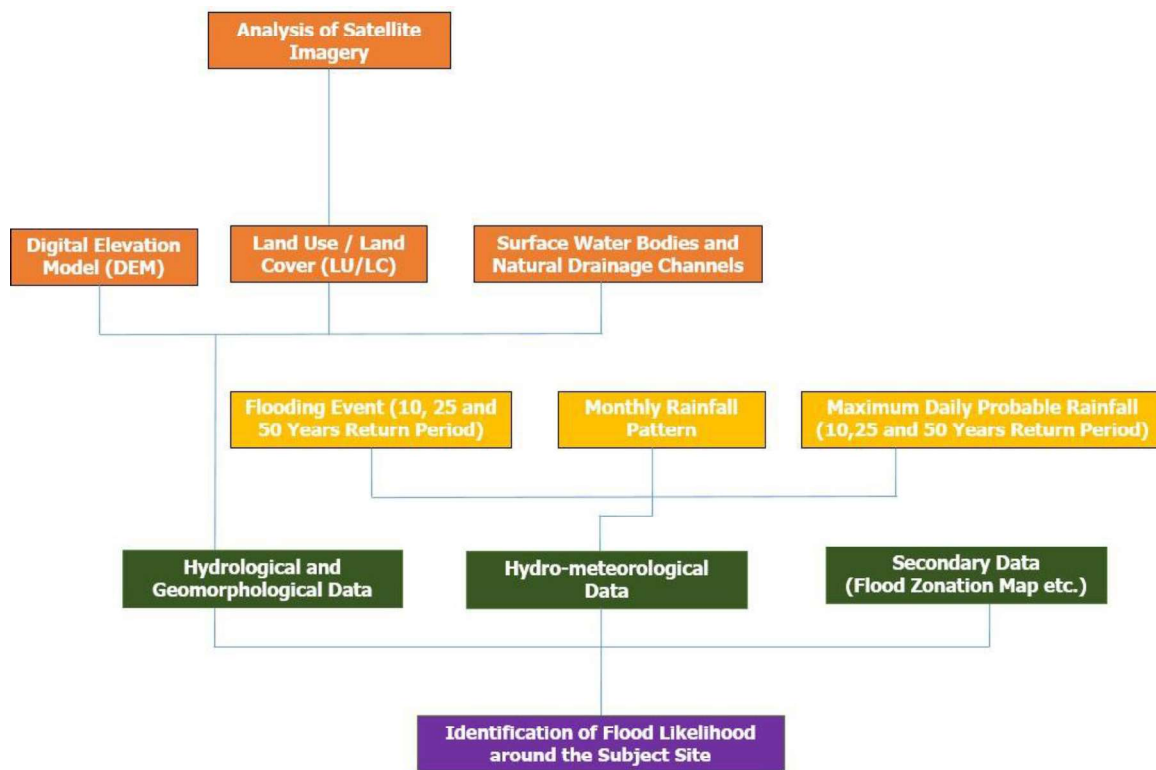 Analysis of Satellite
Imagery
Digital Elevation
Model (DEM)
Land Use / Land
Cover (LU/LC)
Surface Water Bodies and
Natural Drainage Channels
Flooding Event (10, 25 and
50 Years Return Period)
Monthly Rainfall
Pattern
Maximum Daily Probable Rainfall
(10,25 and 50 Years Return Period)
Hydrological and
Geomorphological Data
Hydro-meteorological
Data
Secondary Data
(Flood Zonation Map etc.)
Identification of Flood Likelihood
around the Subject Site